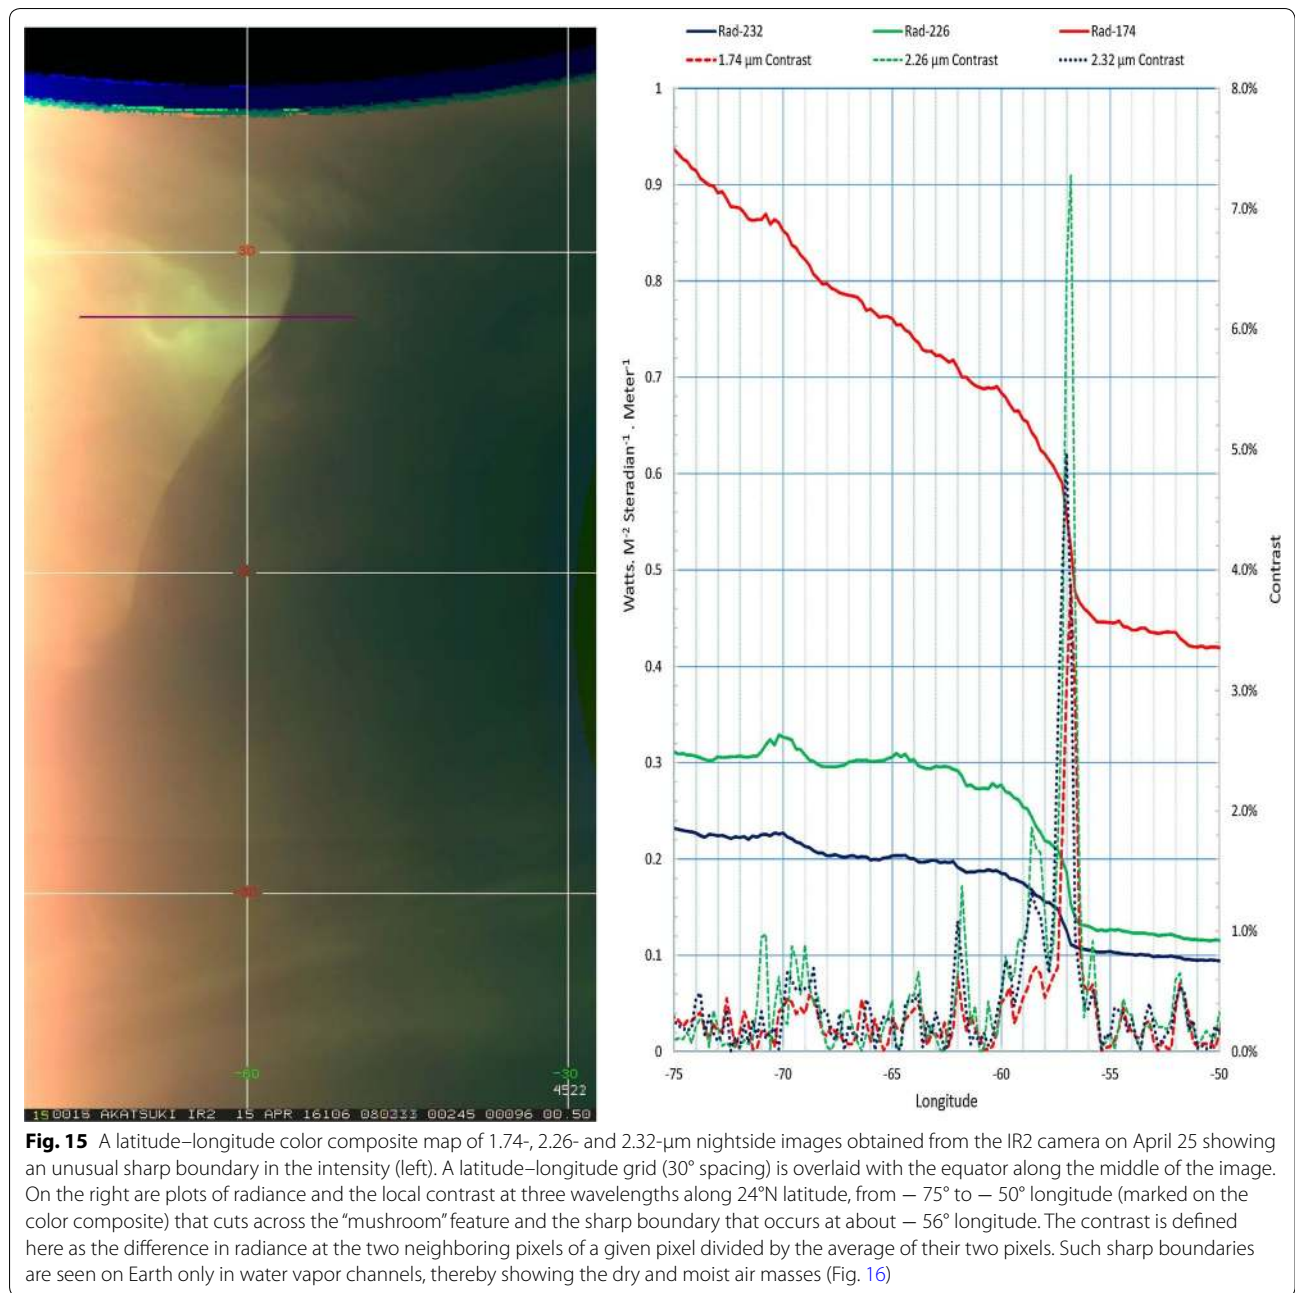 Rad-232 Rad-226 Rad-174
1.74 µm Contrast 2.26 µm Contrast 2.32 µm Contrast
30
0
-30
-60
-30
4522
15 0015 AKATSUKI IR2 15 APR 16106 080333 00245 00096 00.50
Watts. M⁻² Steradian⁻¹ . Meter⁻¹
1
0.9
0.8
0.7
0.6
0.5
0.4
0.3
0.2
0.1
0
8.0%
7.0%
6.0%
5.0%
4.0%
3.0%
2.0%
1.0%
0.0%
Contrast
-75 -70 -65 -60 -55 -50
Longitude
Fig. 15 A latitude–longitude color composite map of 1.74-, 2.26- and 2.32-µm nightside images obtained from the IR2 camera on April 25 showing
an unusual sharp boundary in the intensity (left). A latitude–longitude grid (30° spacing) is overlaid with the equator along the middle of the image.
On the right are plots of radiance and the local contrast at three wavelengths along 24°N latitude, from − 75° to − 50° longitude (marked on the
color composite) that cuts across the “mushroom” feature and the sharp boundary that occurs at about − 56° longitude. The contrast is defined
here as the difference in radiance at the two neighboring pixels of a given pixel divided by the average of their two pixels. Such sharp boundaries
are seen on Earth only in water vapor channels, thereby showing the dry and moist air masses (Fig. 16)